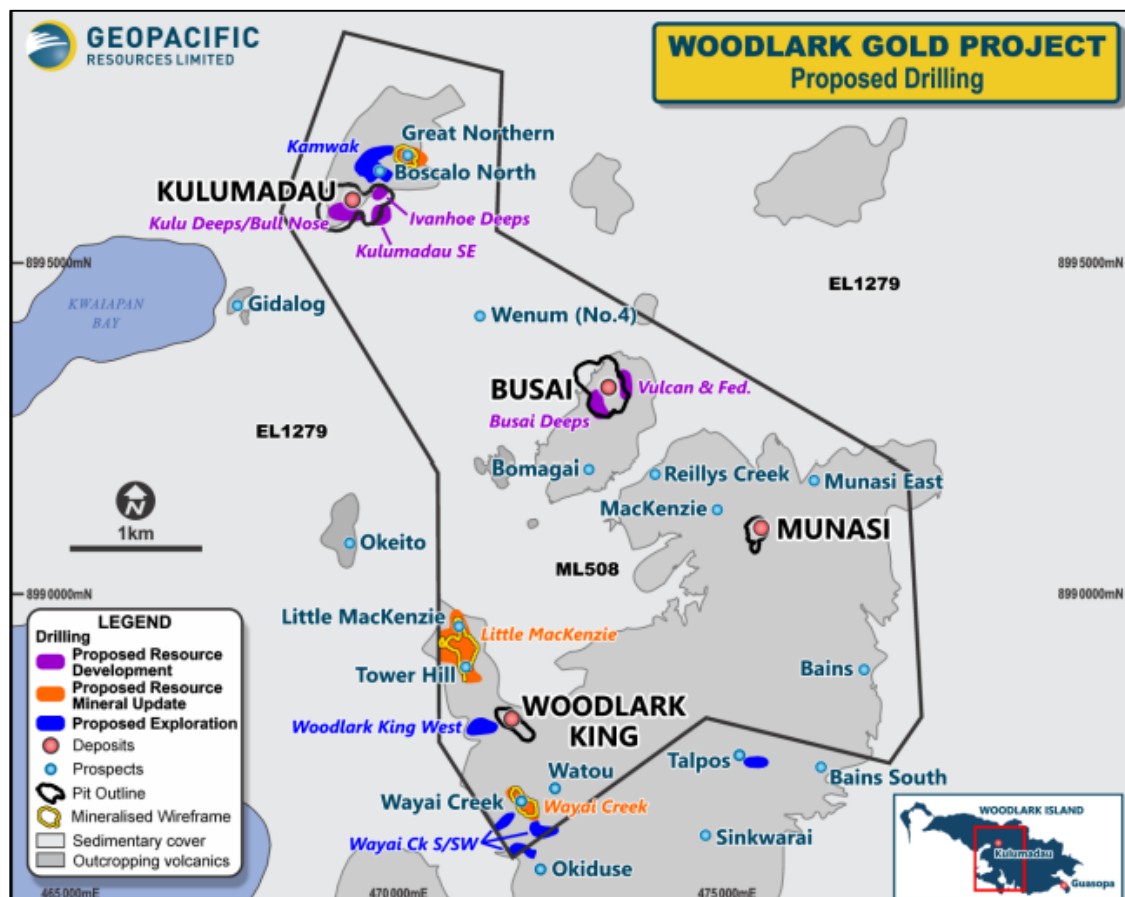 GEOPACIFIC
RESOURCES LIMITED
WOODLARK GOLD PROJECT
Proposed Drilling
Great Northern
Kamwak
Boscalo North
KULUMADAU
Ivanhoe Deeps
Kulu Deeps/Bull Nose
Kulumadau SE
899 5000mN
899 5000mN
EL1279
KWAIAPAN
BAY
Gidalog
Wenum (No.4)
BUSAI
Vulcan & Fed.
Busai Deeps
EL1279
Bomagai
Reillys Creek
Munasi East
MacKenzie
N
1km
MUNASI
Okeito
ML508
899 0000mN
899 0000mN
LEGEND
Drilling
Proposed Resource
Development
Proposed Resource
Mineral Update
Proposed Exploration
Deposits
Prospects
Pit Outline
Mineralised Wireframe
Sedimentary cover
Outcropping volcanics
Little MacKenzie
Little MacKenzie
Tower Hill
Bains
WOODLARK
KING
Woodlark King West
Talpos
Bains South
Watou
Wayai Creek
Wayai Creek
Wayai Ck S/SW
Sinkwarai
Okiduse
WOODLARK ISLAND
Kulumadau
Guasopa
465 000mE
470 000mE
475 000mE